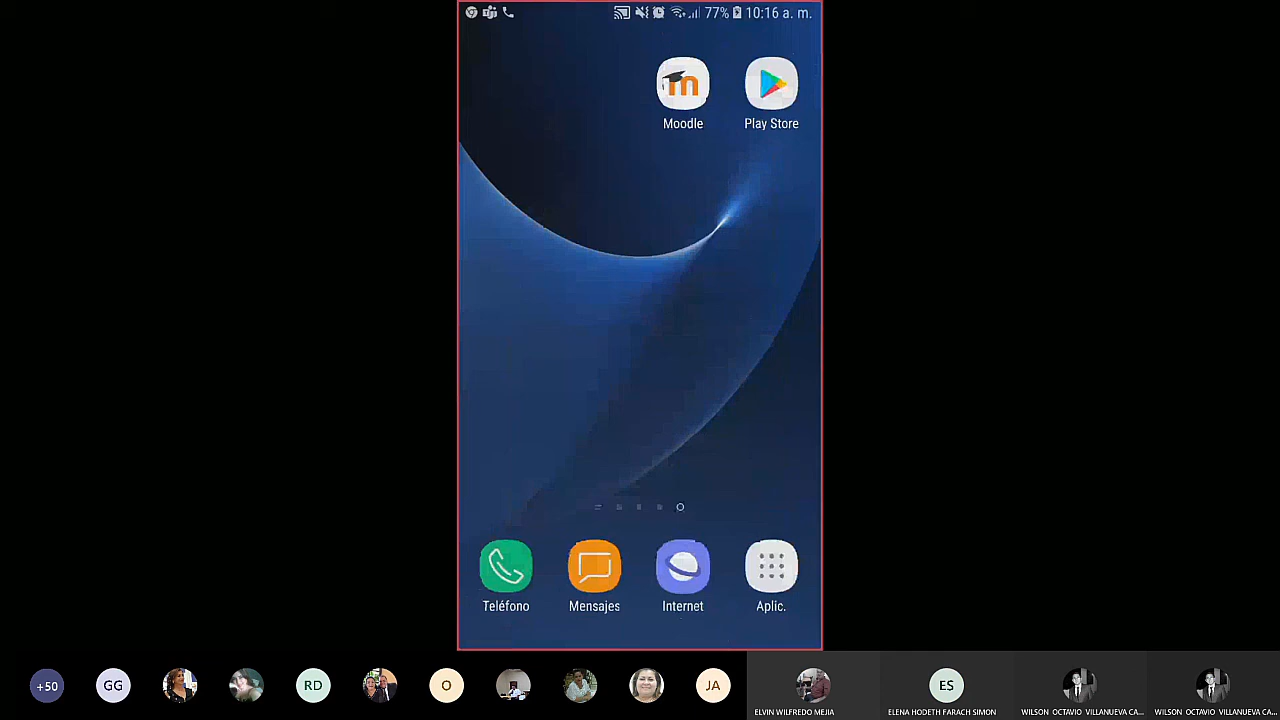 77% 10:16 a. m.
Moodle
Play Store
Teléfono
Mensajes
Internet
Aplic.
+50
GG
RD
O
JA
ES
ELVIN WILFREDO MEJIA
ELENA HODETH FARACH SIMON
WILSON OCTAVIO VILLANUEVA CA...
WILSON OCTAVIO VILLANUEVA CA...